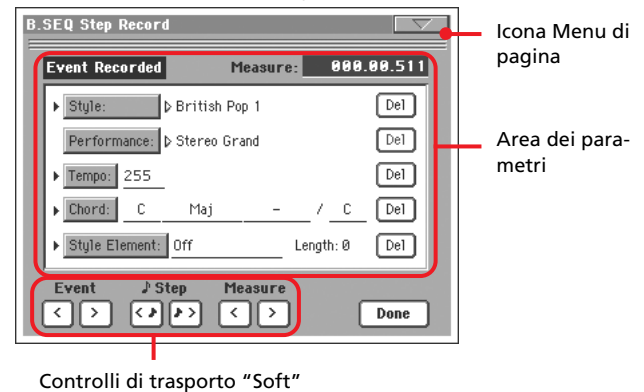 B.SEQ Step Record
Icona Menu di
pagina
Event Recorded Measure: 000.00.511
Style: British Pop 1 Del
Performance: Stereo Grand Del
Area dei para-
metri
Tempo: 255 Del
Chord: C Maj - / C Del
Style Element: Off Length: 0 Del
Event ♪ Step Measure
< > <♪ ♪> < > Done
Controlli di trasporto “Soft”